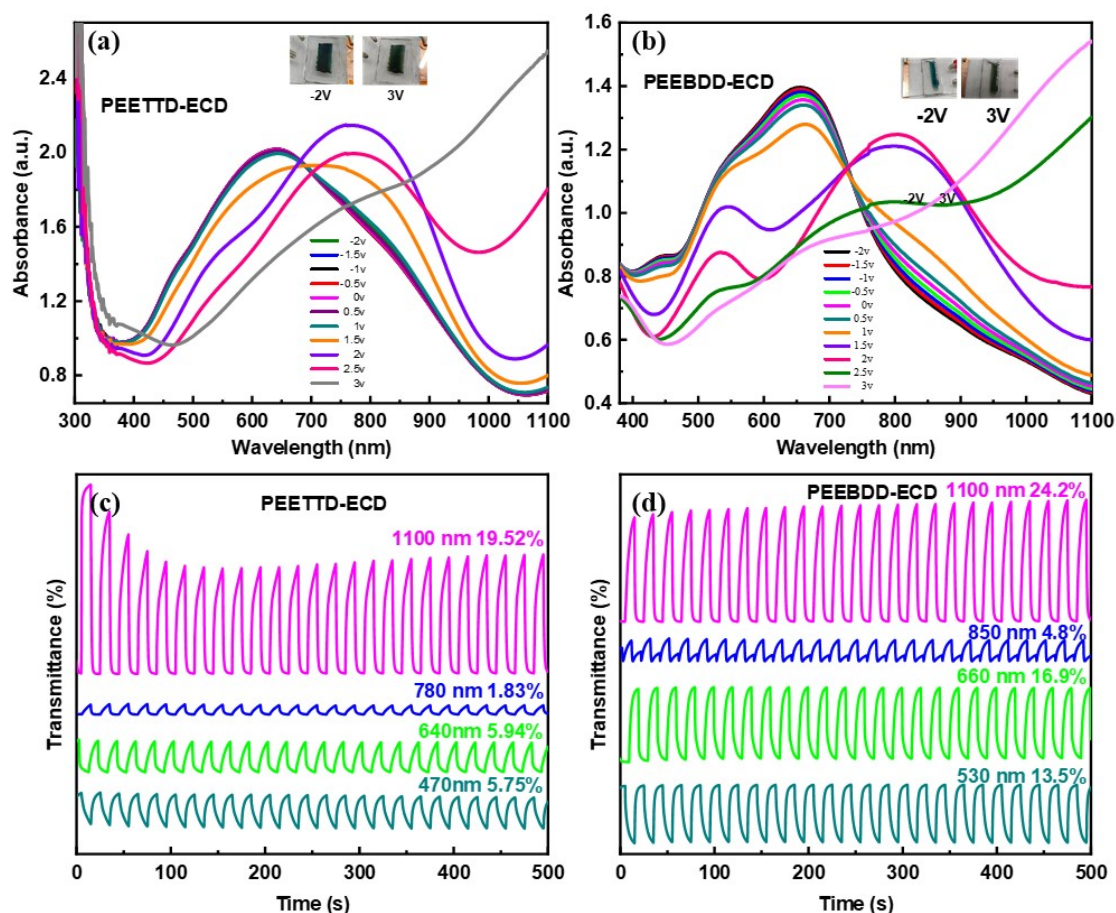 (a)
PEETTD-ECD
-2V 3V
Absorbance (a.u.)
2.4
2.0
1.6
1.2
0.8
-2v
-1.5v
-1v
-0.5v
0v
0.5v
1v
1.5v
2v
2.5v
3v
300 400 500 600 700 800 900 1000 1100
Wavelength (nm)
(b)
PEEBDD-ECD
-2V 3V
Absorbance (a.u.)
1.6
1.4
1.2
1.0
0.8
0.6
0.4
-2V 3V
-2v
-1.5v
-1v
-0.5v
0v
0.5v
1v
1.5v
2v
2.5v
3v
400 500 600 700 800 900 1000 1100
Wavelength (nm)
(c)
PEETTD-ECD
1100 nm 19.52%
780 nm 1.83%
640nm 5.94%
470nm 5.75%
Transmittance (%)
0 100 200 300 400 500
Time (s)
(d)
PEEBDD-ECD
1100 nm 24.2%
850 nm 4.8%
660 nm 16.9%
530 nm 13.5%
Transmittance (%)
0 100 200 300 400 500
Time (s)